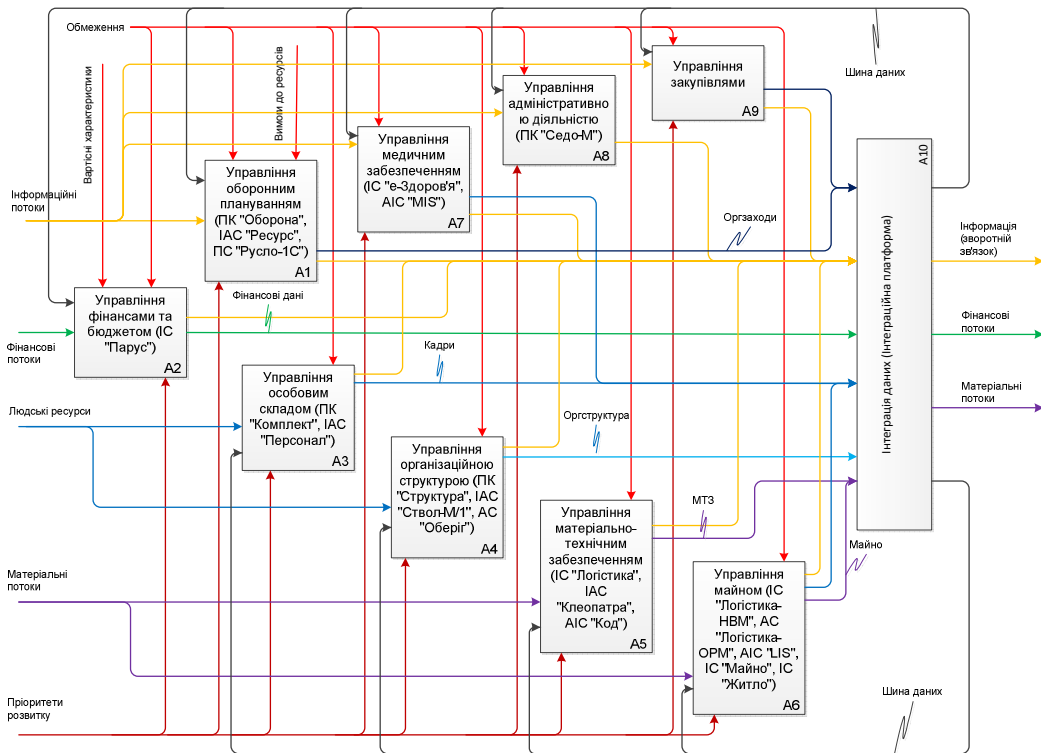 Обмеження
Шина даних
Вартісні характеристики
Вимоги до ресурсів
Управління
закупівлями
A9
Управління
адміністративно
ю діяльністю
(ПК "Седо-М")
A8
Управління
медичним
забезпеченням
(ІС "е-Здоров'я",
АІС "MIS")
A7
Управління
оборонним
плануванням
(ПК "Оборона",
ІАС "Ресурс",
ПС "Русло-1С")
A1
Інформаційні
потоки
Оргзаходи
A10
Інтеграція даних (Інтеграційна платформа)
Інформація
(зворотній
зв'язок)
Управління
фінансами та
бюджетом (ІС
"Парус")
A2
Фінансові дані
Фінансові
потоки
Фінансові
потоки
Кадри
Управління
особовим
складом (ПК
"Комплект", ІАС
"Персонал")
A3
Матеріальні
потоки
Людські ресурси
Оргструктура
Управління
організаційною
структурою (ПК
"Структура", ІАС
"Ствол-М/1", АС
"Оберіг")
A4
МТЗ
Управління
матеріально-
технічним
забезпеченням
(ІС "Логістика",
ІАС
"Клеопатра",
АІС "Код")
A5
Майно
Управління
майном (ІС
"Логістика-
НВМ", АС
"Логістика-
ОРМ", АІС "LIS",
ІС "Майно", ІС
"Житло")
A6
Матеріальні
потоки
Шина даних
Пріоритети
розвитку